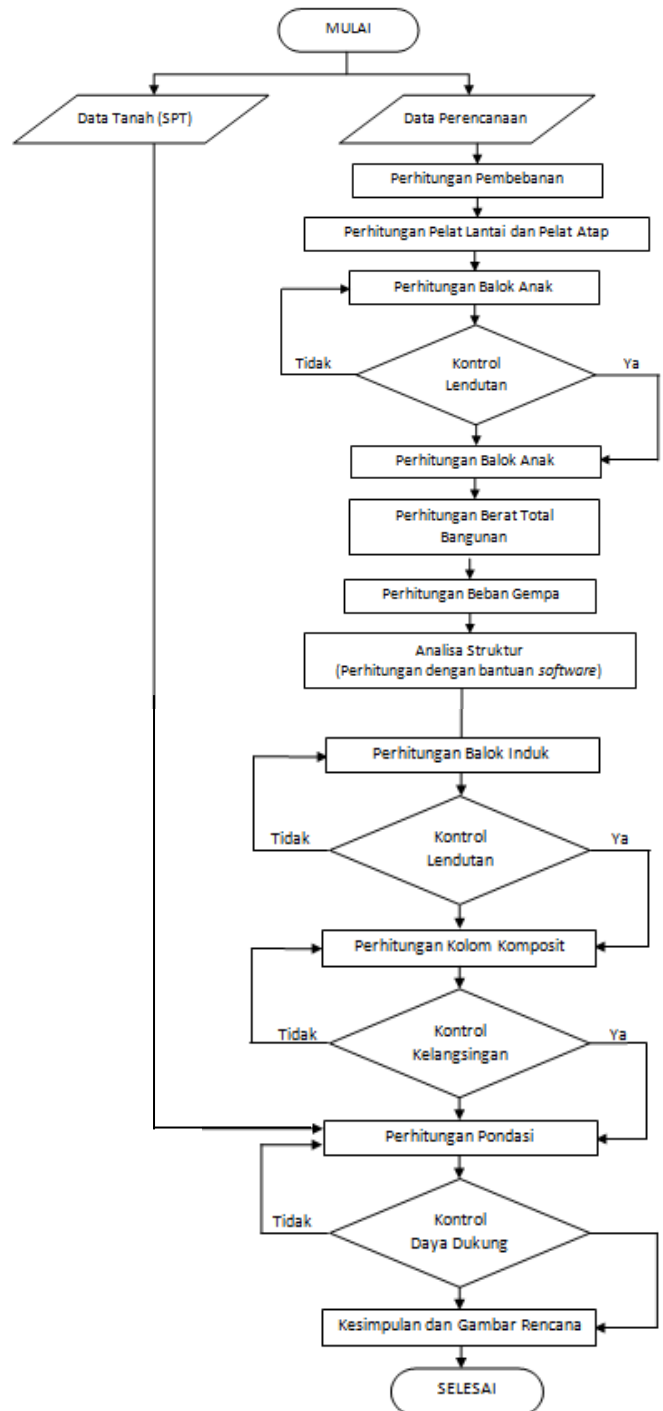 MULAI
Data Tanah (SPT)
Data Perencanaan
Perhitungan Pembebanan
Perhitungan Pelat Lantai dan Pelat Atap
Perhitungan Balok Anak
Tidak
Kontrol
Lendutan
Ya
Perhitungan Balok Anak
Perhitungan Berat Total
Bangunan
Perhitungan Beban Gempa
Analisa Struktur
(Perhitungan dengan bantuan software)
Perhitungan Balok Induk
Tidak
Kontrol
Lendutan
Ya
Perhitungan Kolom Komposit
Tidak
Kontrol
Kelangsingan
Ya
Perhitungan Pondasi
Tidak
Kontrol
Daya Dukung
Kesimpulan dan Gambar Rencana
SELESAI